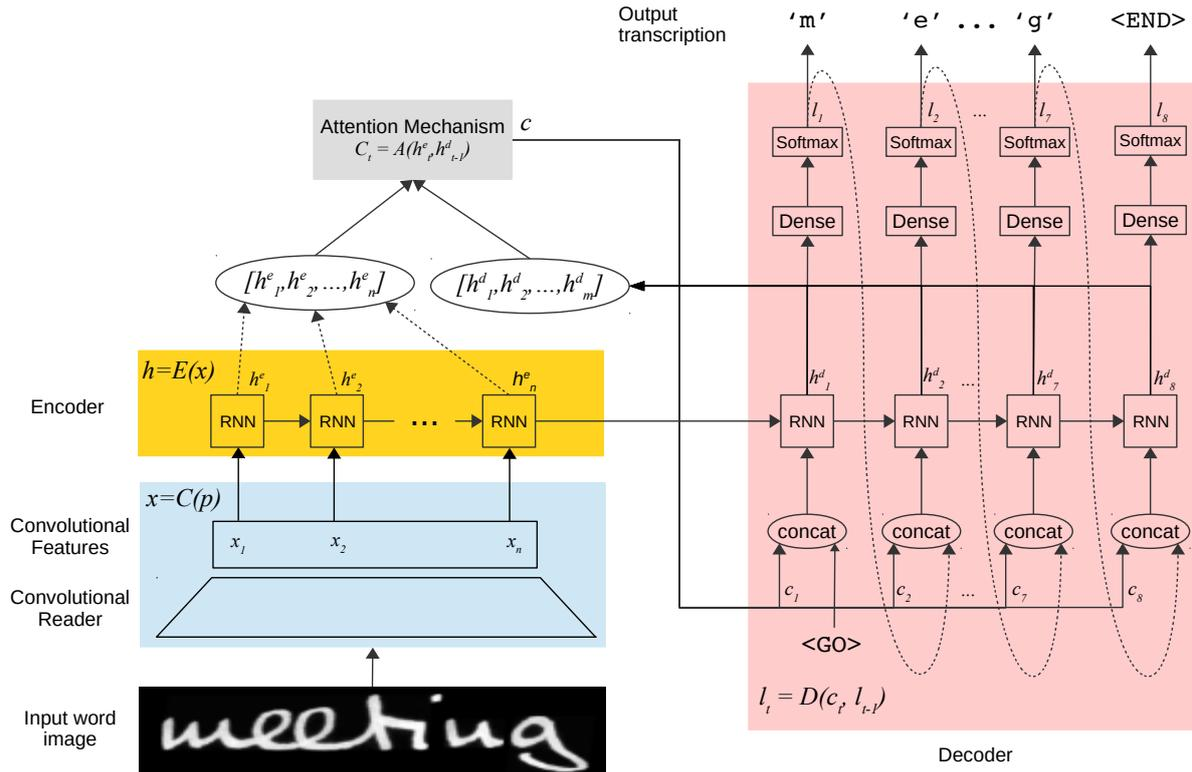 Output transcription
'm' 'e' ... 'g' <END>
l_1 l_2 ... l_7 l_8
Softmax Softmax Softmax Softmax
Dense Dense Dense Dense
Attention Mechanism
C_t = A(h^e_t, h^d_{t-1})
c
[h^e_1, h^e_2, ..., h^e_n] [h^d_1, h^d_2, ..., h^d_m]
h=E(x)
h^e_1 h^e_2 h^e_n
Encoder
RNN RNN ... RNN
h^d_1 h^d_2 ... h^d_7 h^d_8
RNN RNN RNN RNN
x=C(p)
Convolutional Features
x_1 x_2 x_n
Convolutional Reader
concat concat concat concat
c_1 c_2 ... c_7 c_8
<GO>
l_t = D(c_t, l_{t-1})
Decoder
Input word image
meeting